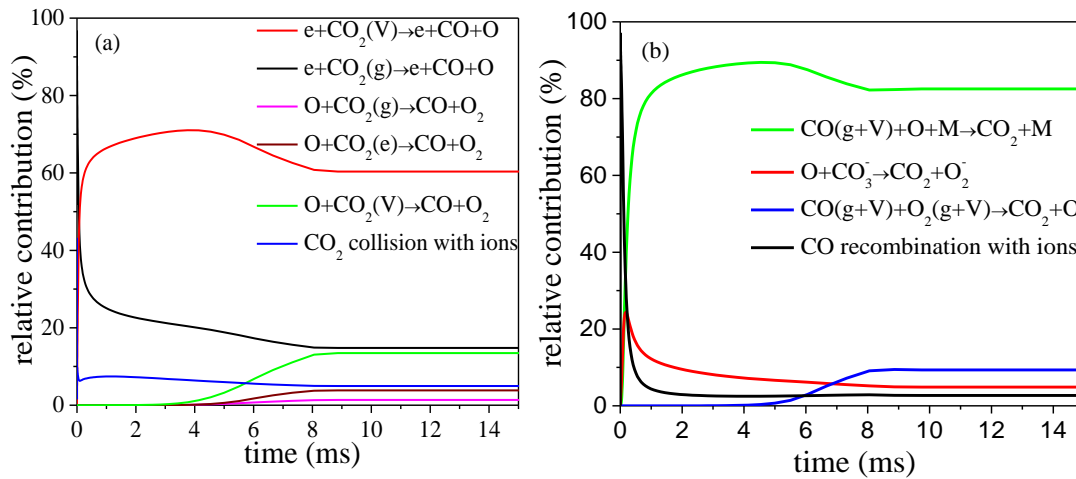 (a)
e+CO₂(V)→e+CO+O
e+CO₂(g)→e+CO+O
O+CO₂(g)→CO+O₂
O+CO₂(e)→CO+O₂
O+CO₂(V)→CO+O₂
CO₂ collision with ions
100
80
60
40
20
0
relative contribution (%)
0 2 4 6 8 10 12 14
time (ms)
(b)
CO(g+V)+O+M→CO₂+M
O+CO₃⁻→CO₂+O₂⁻
CO(g+V)+O₂(g+V)→CO₂+O
CO recombination with ions
100
80
60
40
20
0
relative contribution (%)
0 2 4 6 8 10 12 14
time (ms)